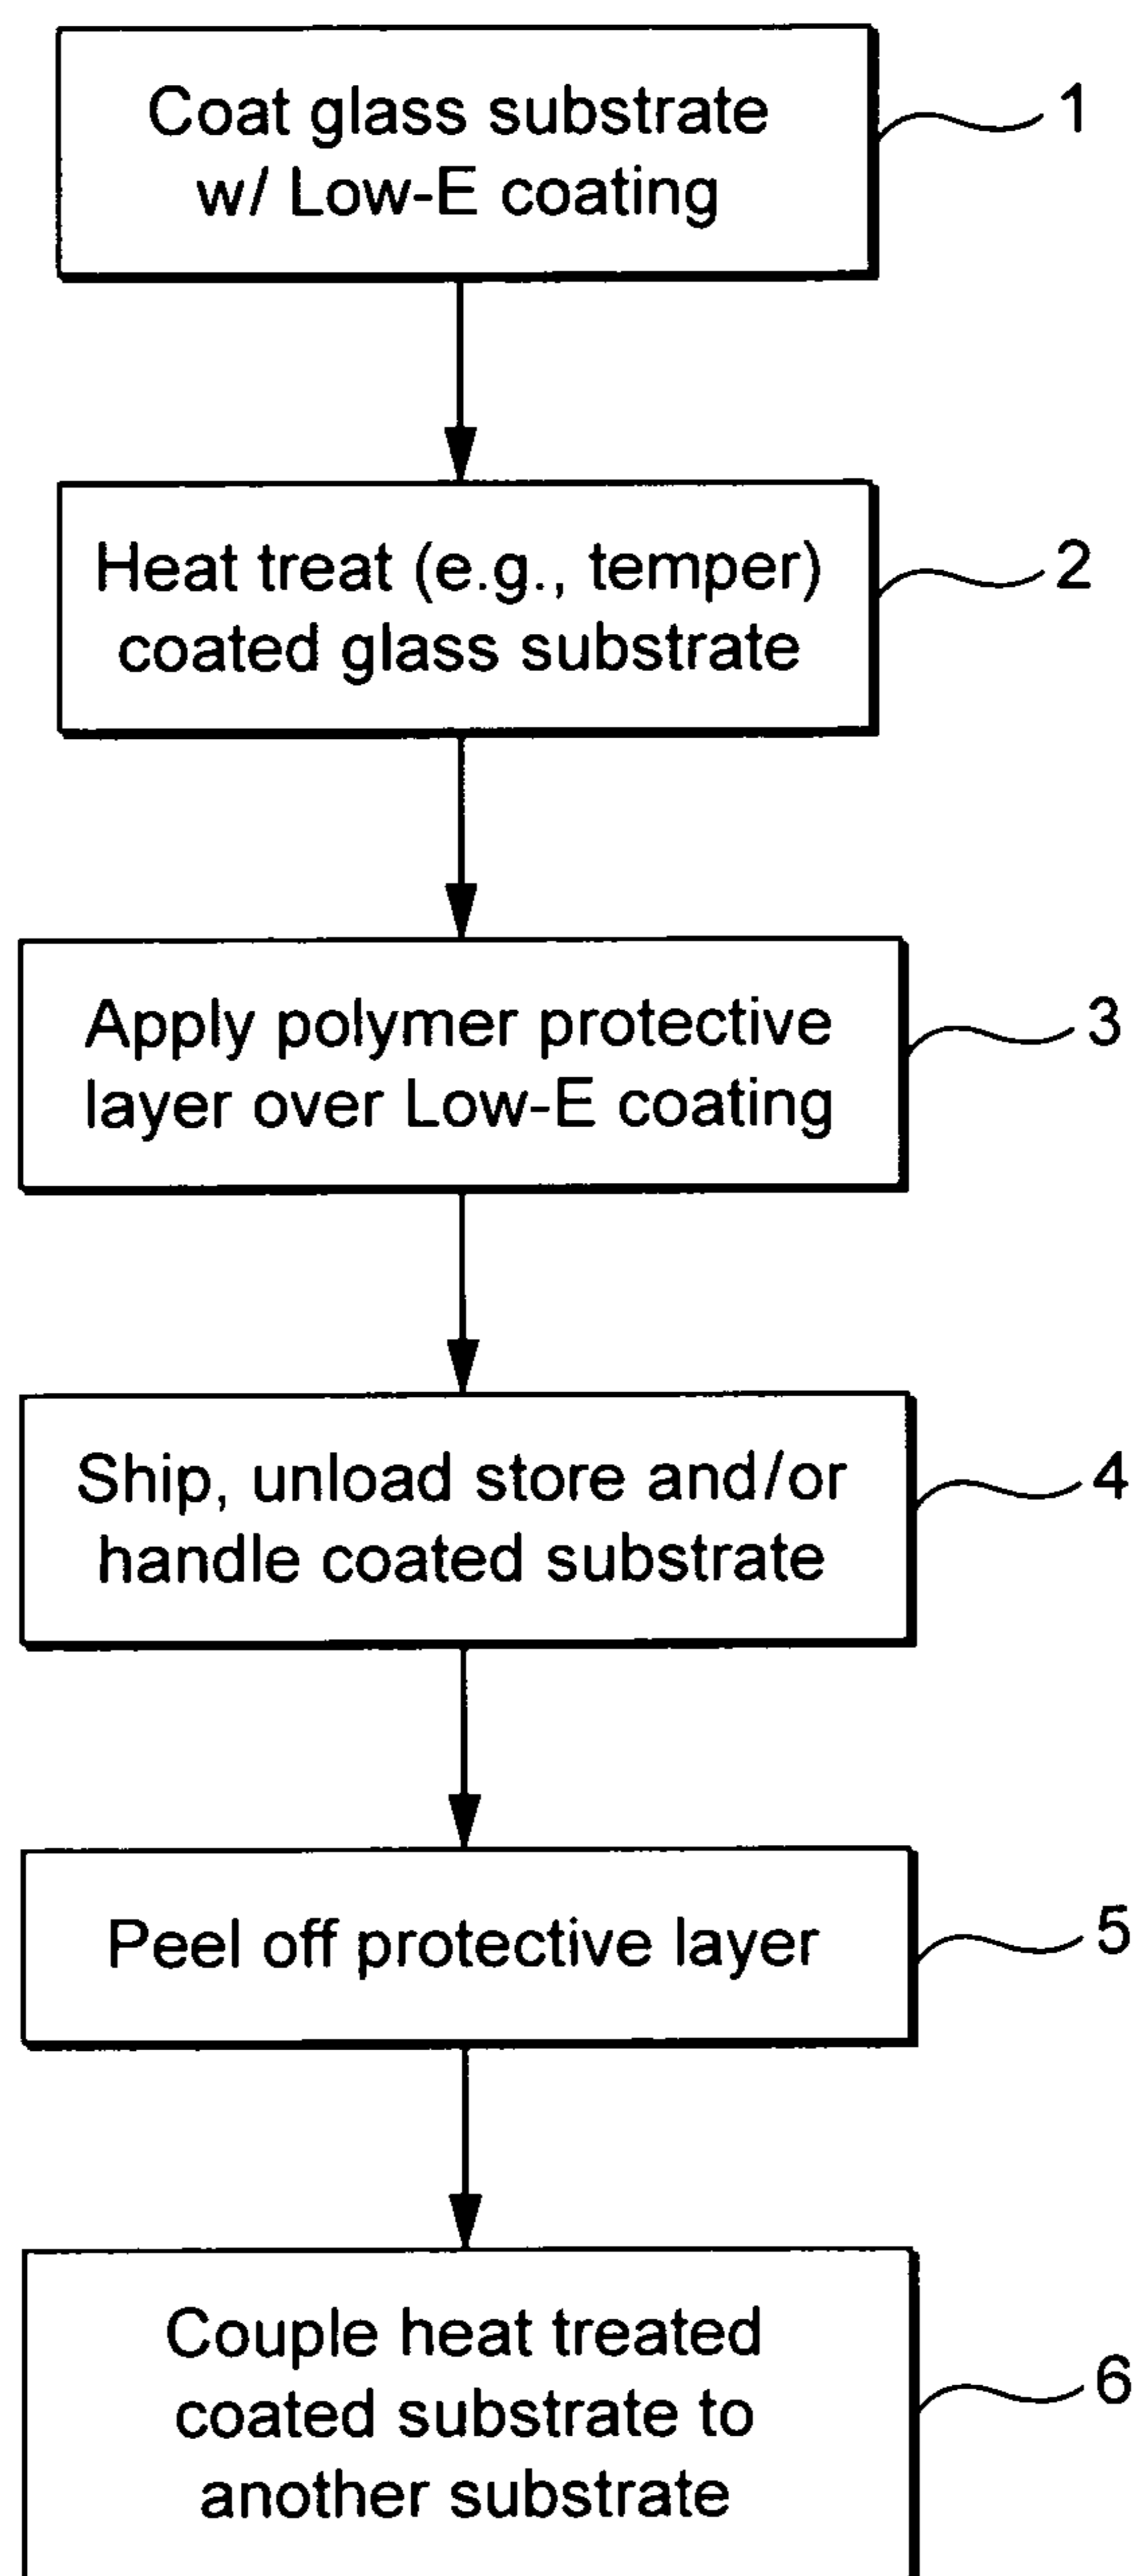 Coat glass substrate
w/ Low-E coating
1
Heat treat (e.g., temper)
coated glass substrate
2
Apply polymer protective
layer over Low-E coating
3
Ship, unload store and/or
handle coated substrate
4
Peel off protective layer
5
Couple heat treated
coated substrate to
another substrate
6